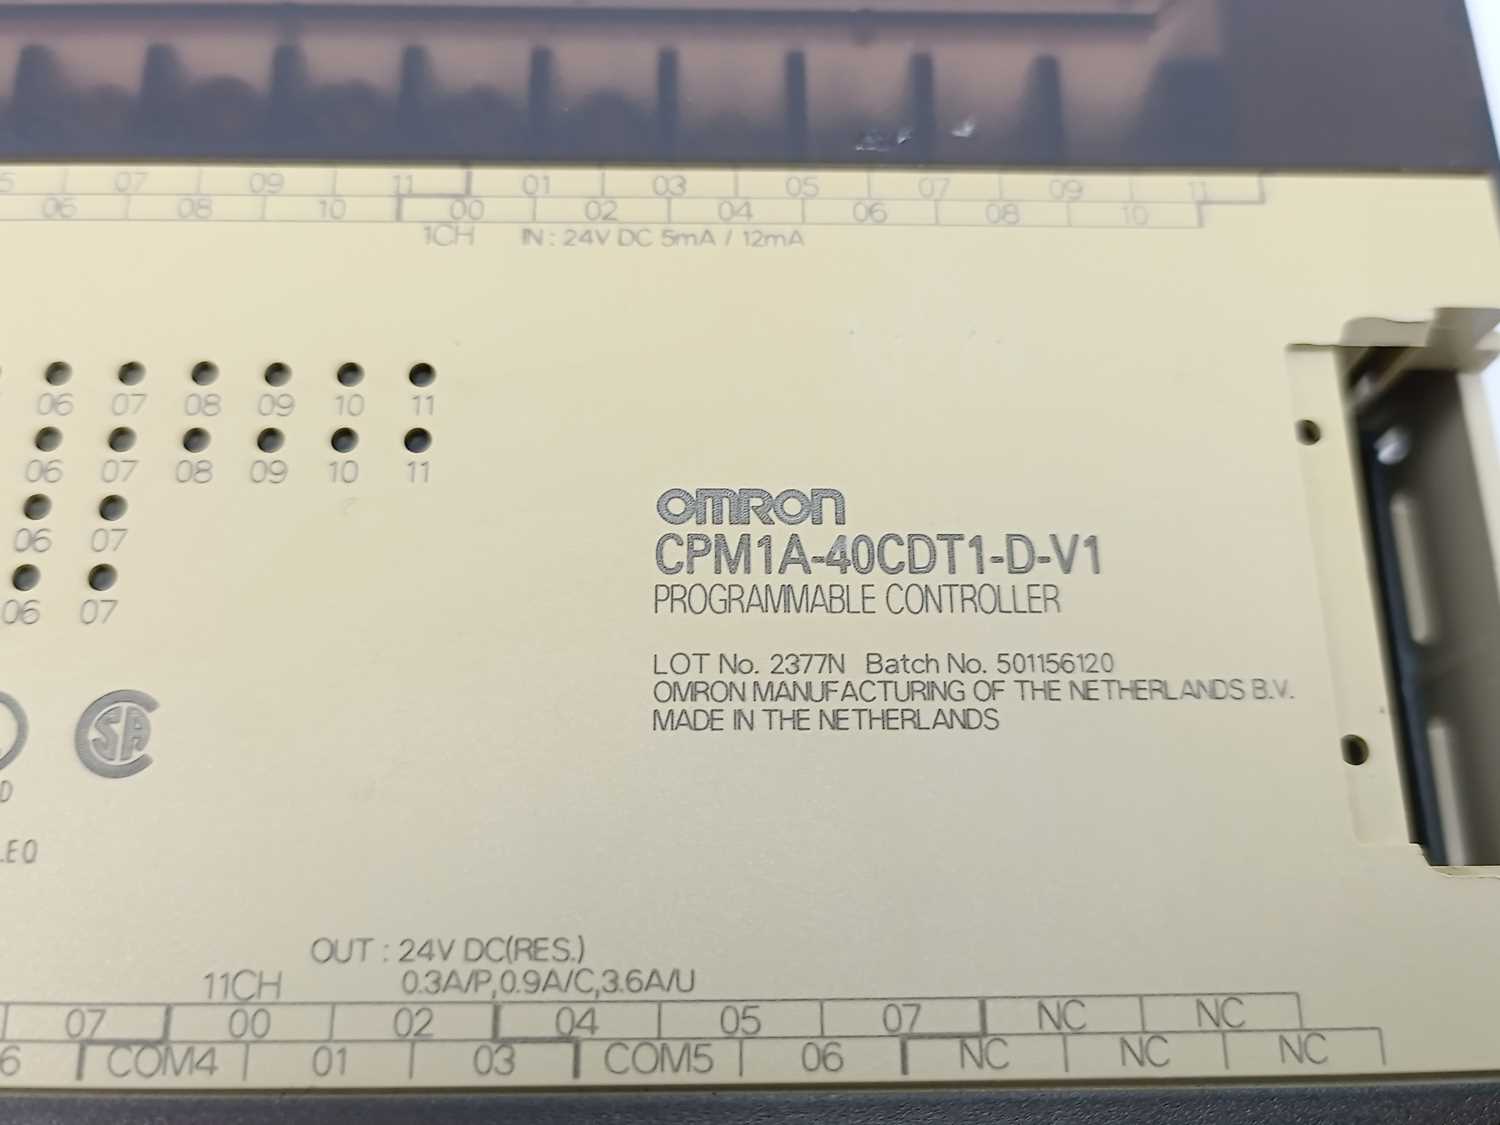 07 09 11 01 03 05 07 09 11
06 08 10 00 02 04 06 08 10
1CH IN : 24V DC 5mA / 12mA
06 07 08 09 10 11
06 07 08 09 10 11
06 07
06 07
OMRON
CPM1A-40CDT1-D-V1
PROGRAMMABLE CONTROLLER
LOT No. 2377N Batch No. 501156120
OMRON MANUFACTURING OF THE NETHERLANDS B.V.
MADE IN THE NETHERLANDS
SA
OUT : 24V DC(RES.)
11CH 0.3A/P,0.9A/C,3.6A/U
07 00 02 04 05 07 NC NC
COM4 01 03 COM5 06 NC NC NC